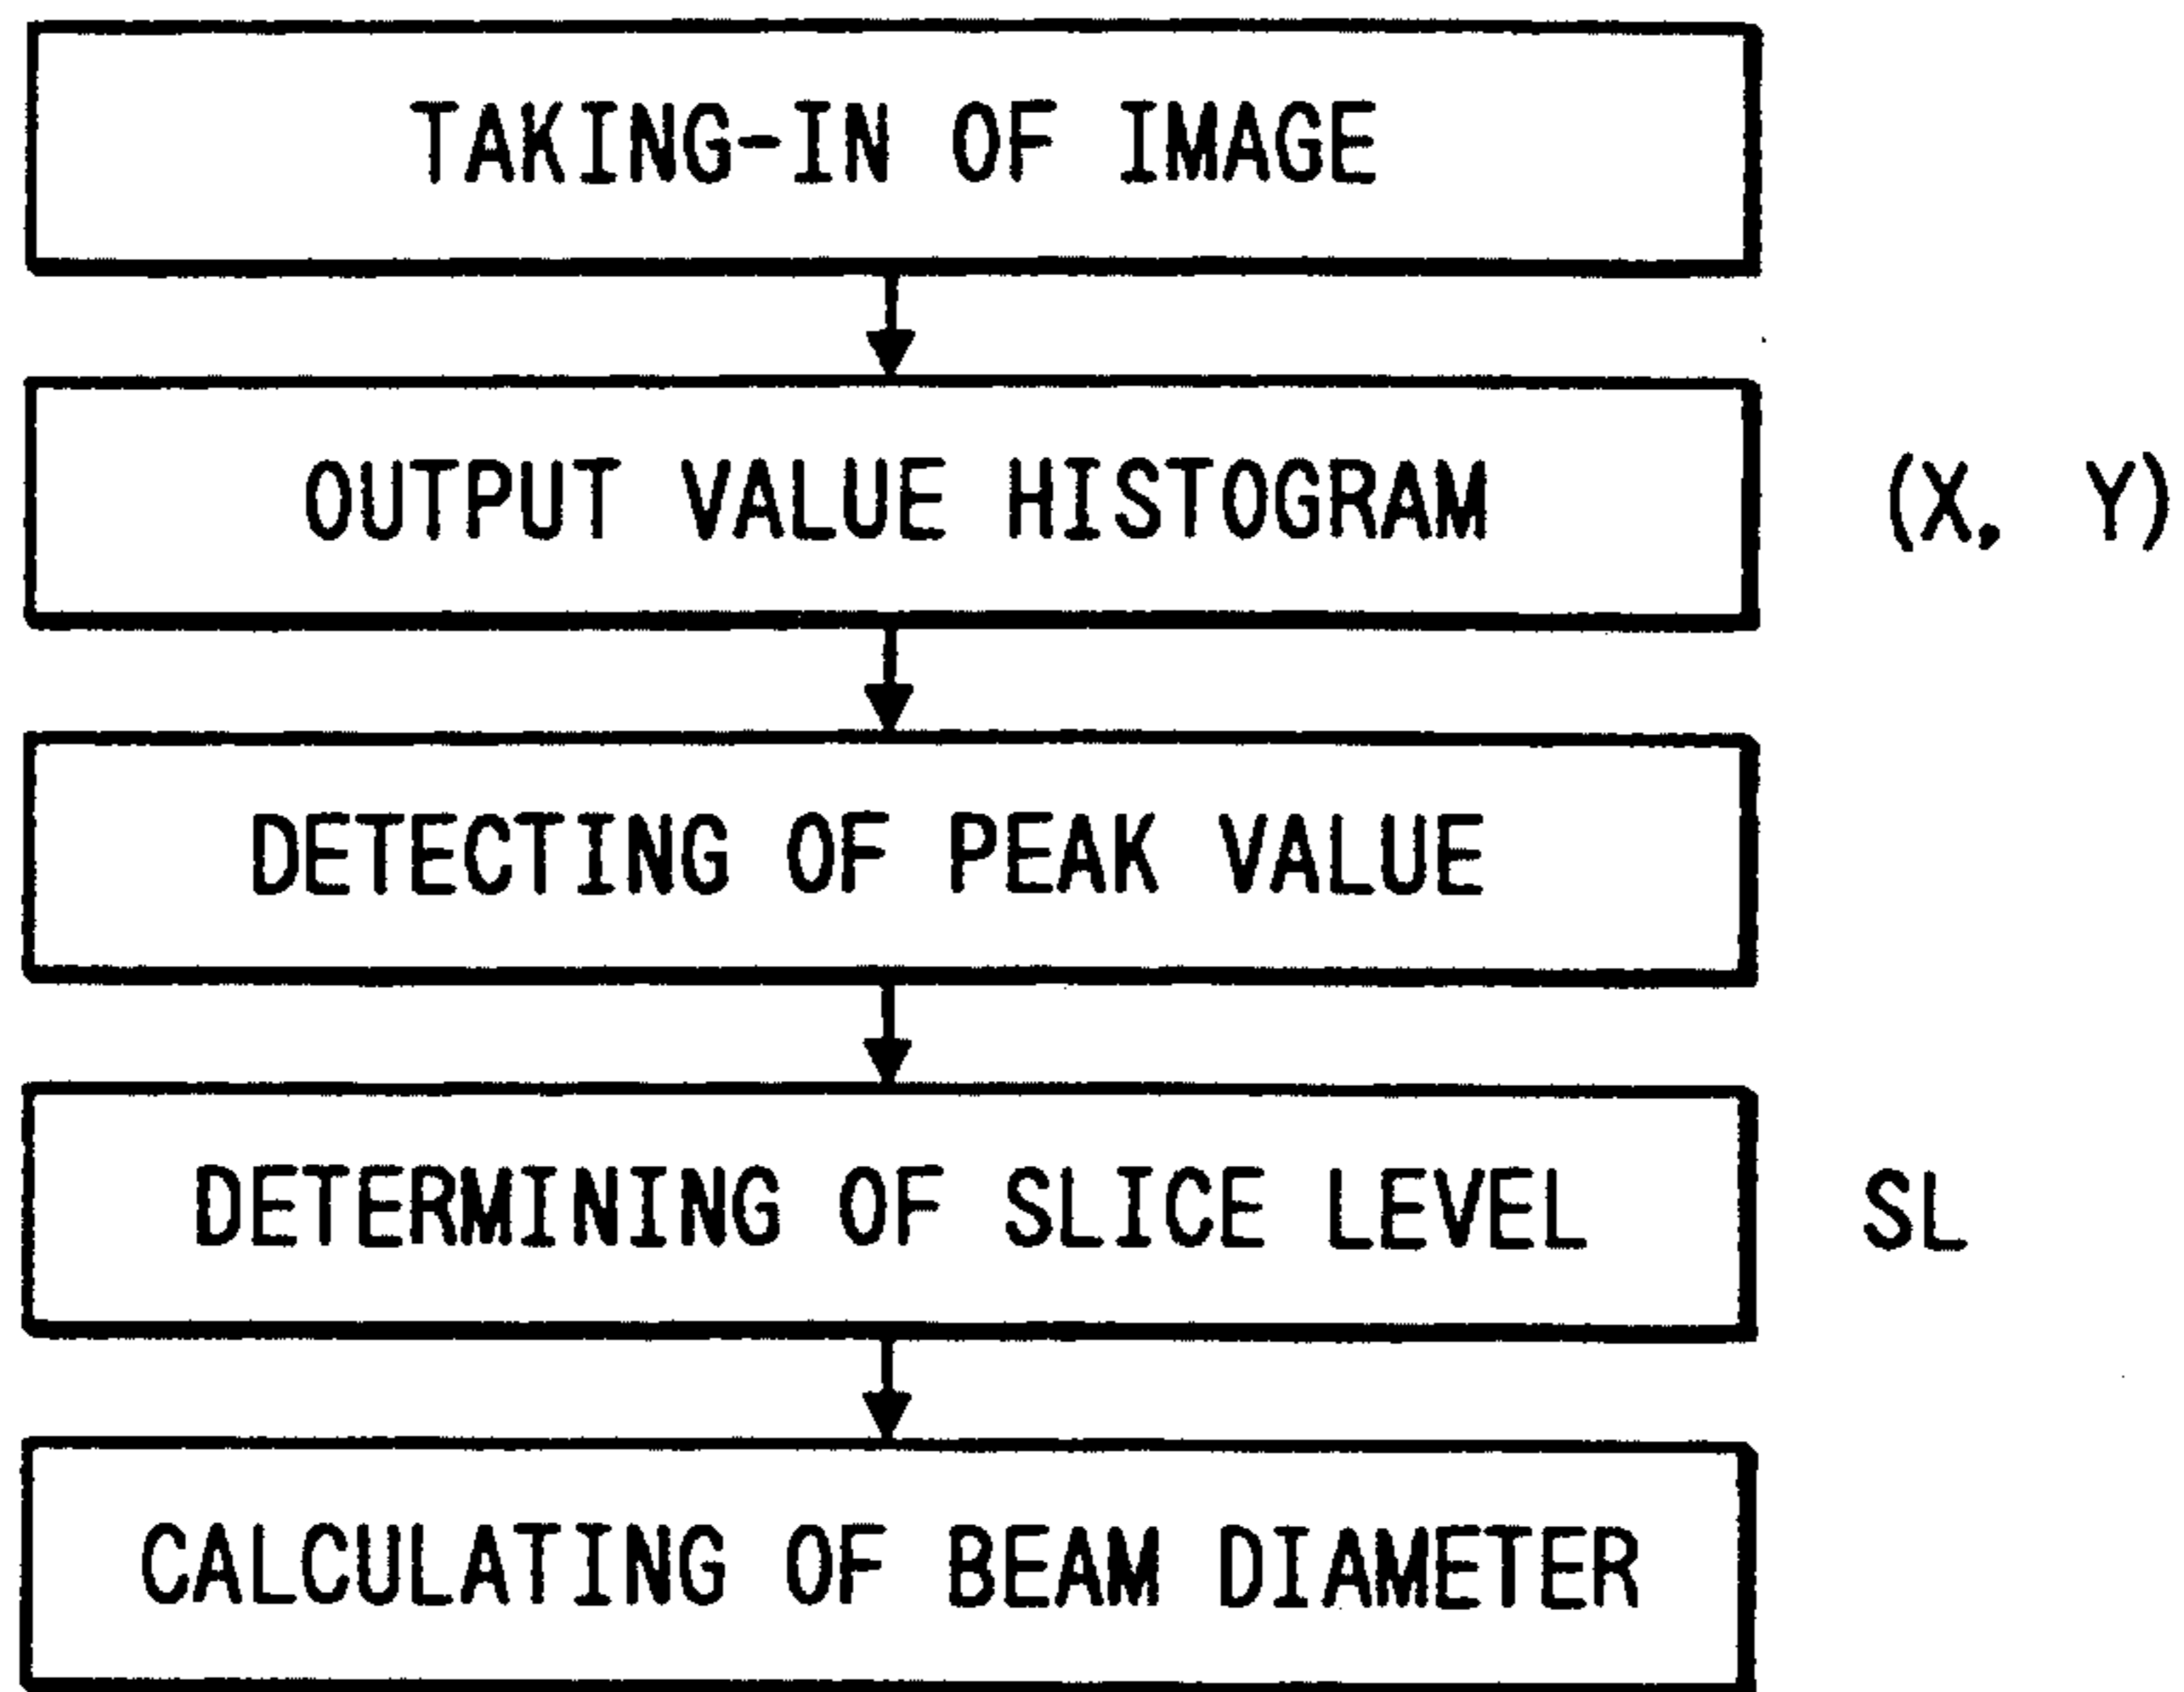 TAKING-IN OF IMAGE
OUTPUT VALUE HISTOGRAM (X, Y)
DETECTING OF PEAK VALUE
DETERMINING OF SLICE LEVEL SL
CALCULATING OF BEAM DIAMETER